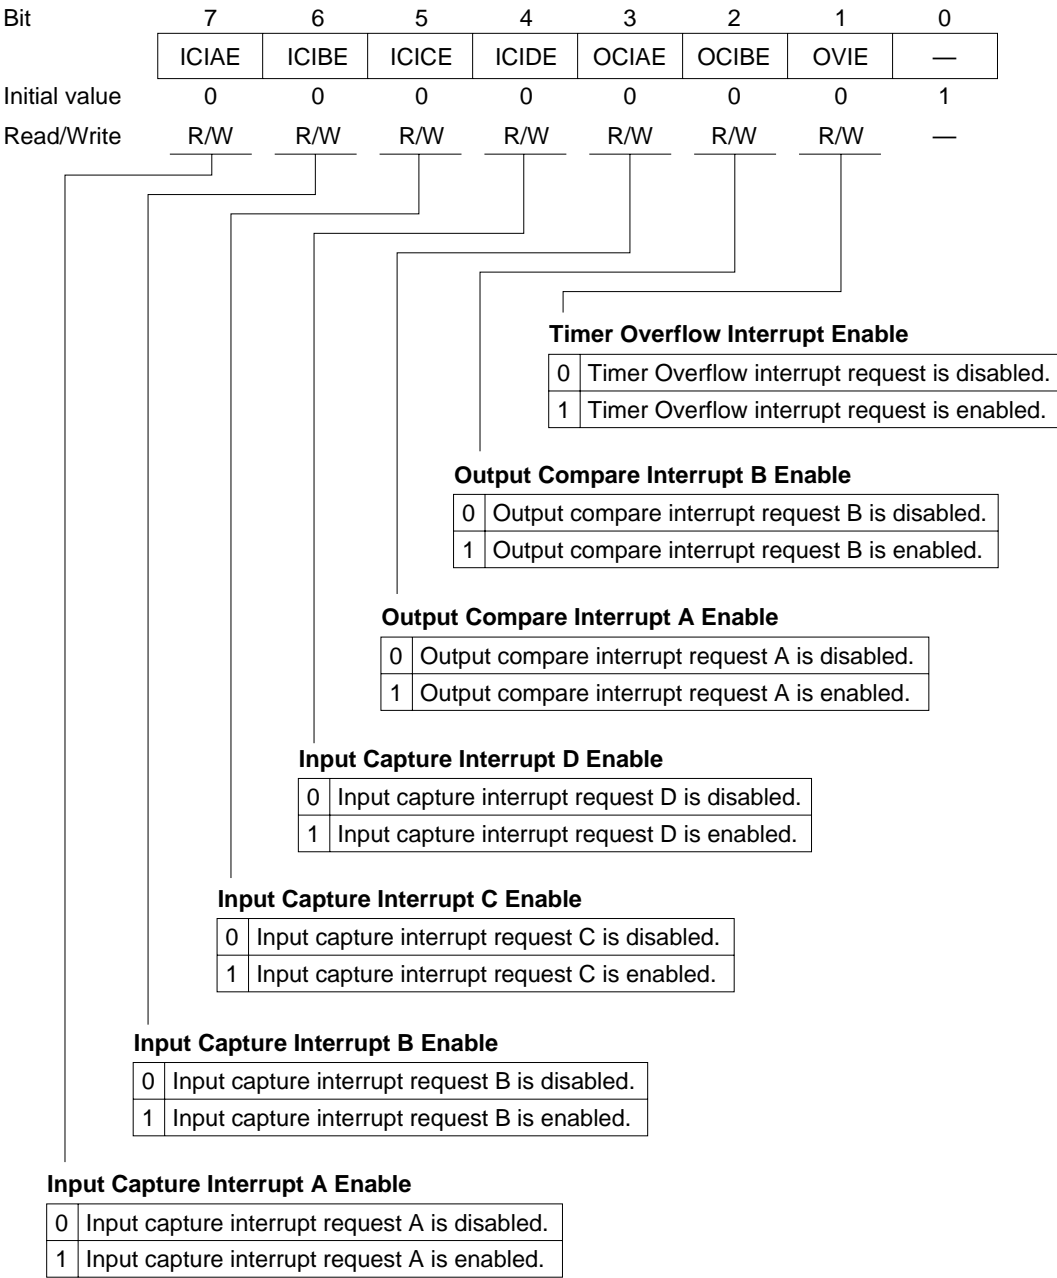 Bit 7 6 5 4 3 2 1 0
ICIAE ICIBE ICICE ICIDE OCIAE OCIBE OVIE —
Initial value 0 0 0 0 0 0 0 1
Read/Write R/W R/W R/W R/W R/W R/W R/W —
Timer Overflow Interrupt Enable
0 Timer Overflow interrupt request is disabled.
1 Timer Overflow interrupt request is enabled.
Output Compare Interrupt B Enable
0 Output compare interrupt request B is disabled.
1 Output compare interrupt request B is enabled.
Output Compare Interrupt A Enable
0 Output compare interrupt request A is disabled.
1 Output compare interrupt request A is enabled.
Input Capture Interrupt D Enable
0 Input capture interrupt request D is disabled.
1 Input capture interrupt request D is enabled.
Input Capture Interrupt C Enable
0 Input capture interrupt request C is disabled.
1 Input capture interrupt request C is enabled.
Input Capture Interrupt B Enable
0 Input capture interrupt request B is disabled.
1 Input capture interrupt request B is enabled.
Input Capture Interrupt A Enable
0 Input capture interrupt request A is disabled.
1 Input capture interrupt request A is enabled.